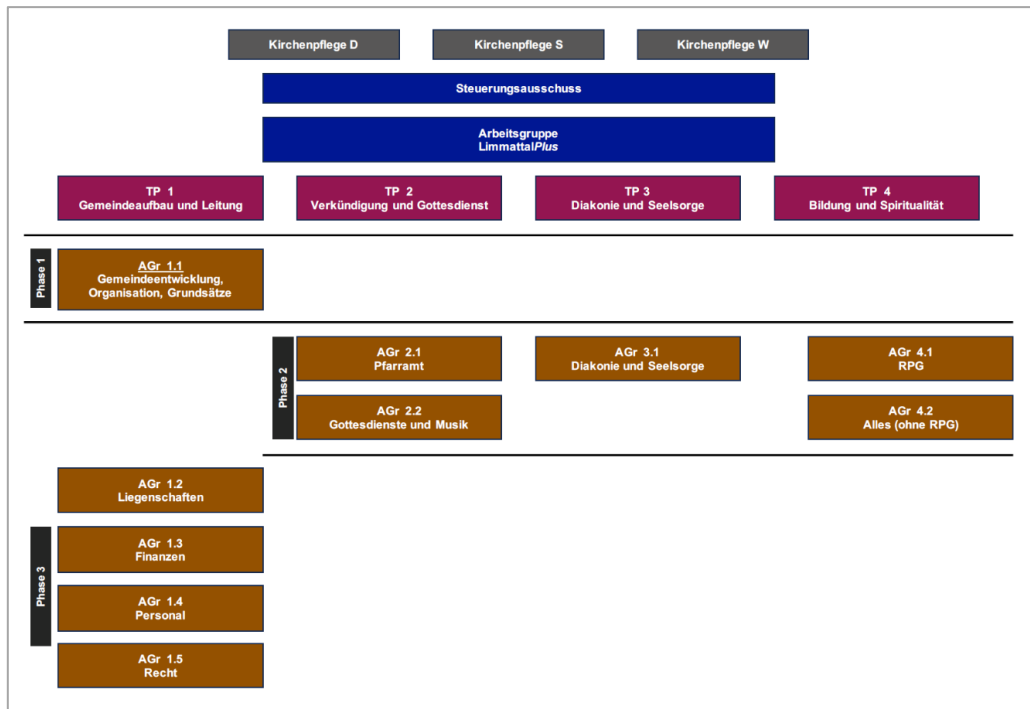 Kirchenpflege D
Kirchenpflege S
Kirchenpflege W
Steuerungsausschuss
Arbeitsgruppe
LimmattalPlus
TP 1
Gemeindeaufbau und Leitung
TP 2
Verkündigung und Gottesdienst
TP 3
Diakonie und Seelsorge
TP 4
Bildung und Spiritualität
Phase 1
AGr 1.1
Gemeindeentwicklung,
Organisation, Grundsätze
Phase 2
AGr 2.1
Pfarramt
AGr 3.1
Diakonie und Seelsorge
AGr 4.1
RPG
AGr 2.2
Gottesdienste und Musik
AGr 4.2
Alles (ohne RPG)
Phase 3
AGr 1.2
Liegenschaften
AGr 1.3
Finanzen
AGr 1.4
Personal
AGr 1.5
Recht